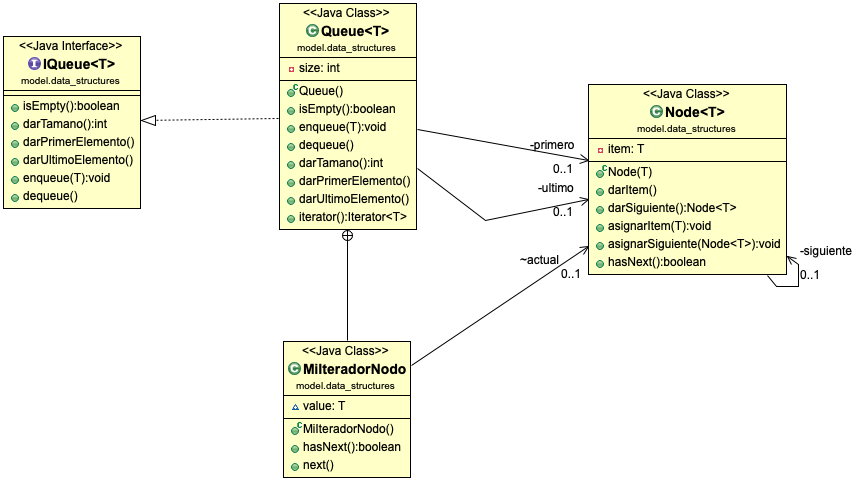 <<Java Interface>>
IQueue<T>
model.data_structures
isEmpty():boolean
darTamano():int
darPrimerElemento()
darUltimoElemento()
enqueue(T):void
dequeue()
<<Java Class>>
Queue<T>
model.data_structures
size: int
Queue()
isEmpty():boolean
enqueue(T):void
dequeue()
darTamano():int
darPrimerElemento()
darUltimoElemento()
iterator():Iterator<T>
<<Java Class>>
Node<T>
model.data_structures
item: T
Node(T)
darItem()
darSiguiente():Node<T>
asignarItem(T):void
asignarSiguiente(Node<T>):void
hasNext():boolean
-primero
0..1
-ultimo
0..1
~actual
0..1
-siguiente
0..1
<<Java Class>>
MiIteradorNodo
model.data_structures
value: T
MiIteradorNodo()
hasNext():boolean
next()